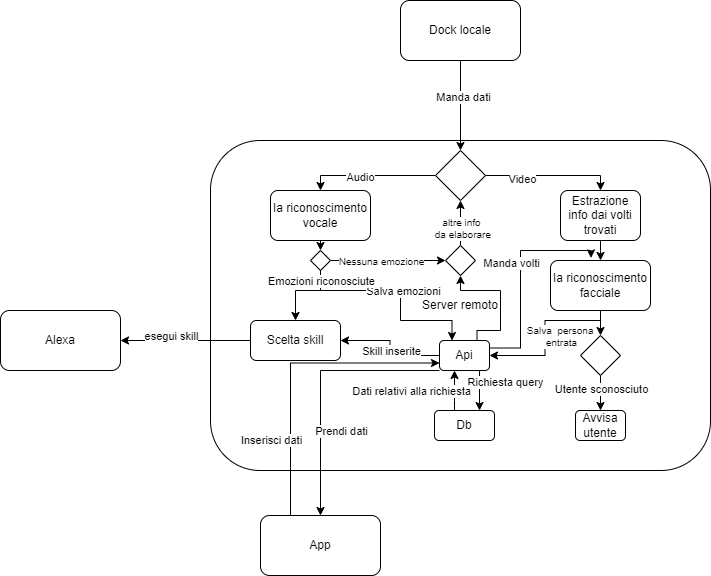 Dock locale
Manda dati
Audio
Video
Ia riconoscimento
vocale
Estrazione
info dai volti
trovati
altre info
da elaborare
Nessuna emozione
Manda volti
Ia riconoscimento
facciale
Emozioni riconosciute
Salva emozioni
Server remoto
Alexa
esegui skill
Scelta skill
Skill inserite
Api
Salva persona
entrata
Dati relativi alla richiesta
Richiesta query
Utente sconosciuto
Inserisci dati
Prendi dati
Db
Avvisa
utente
App